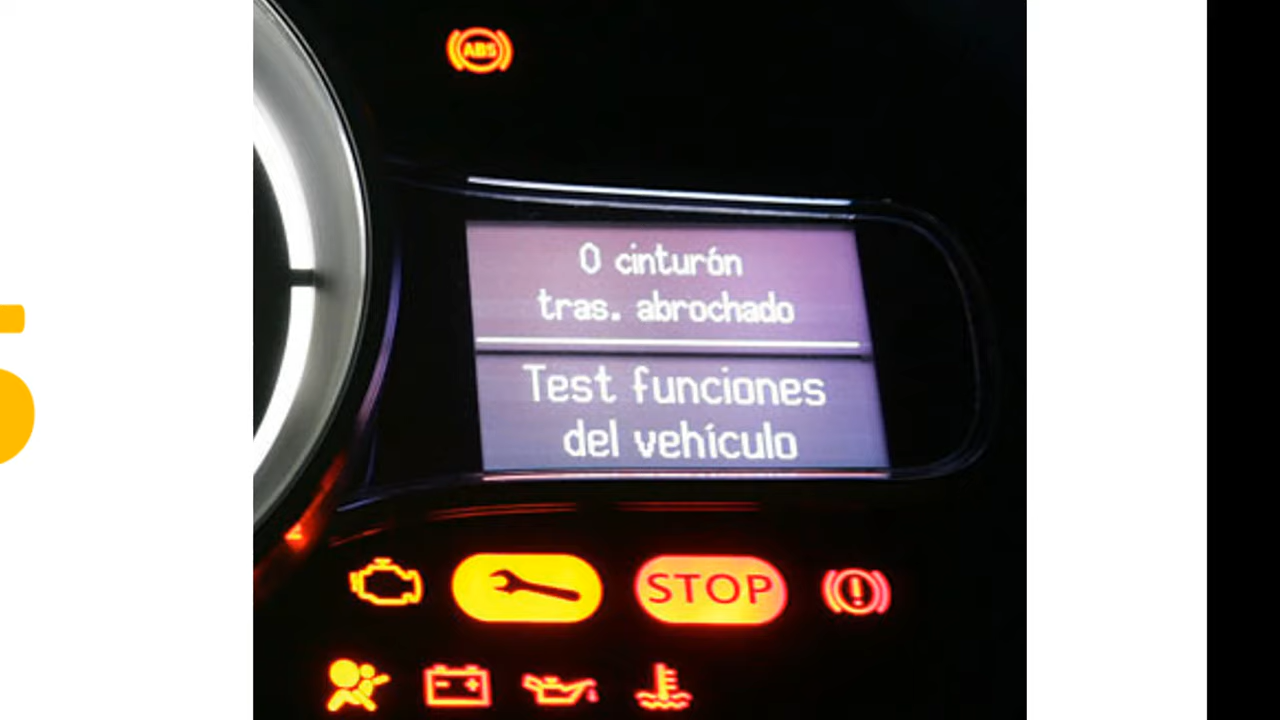 ABS
0 cinturón
tras. abrochado
Test funciones
del vehículo
STOP